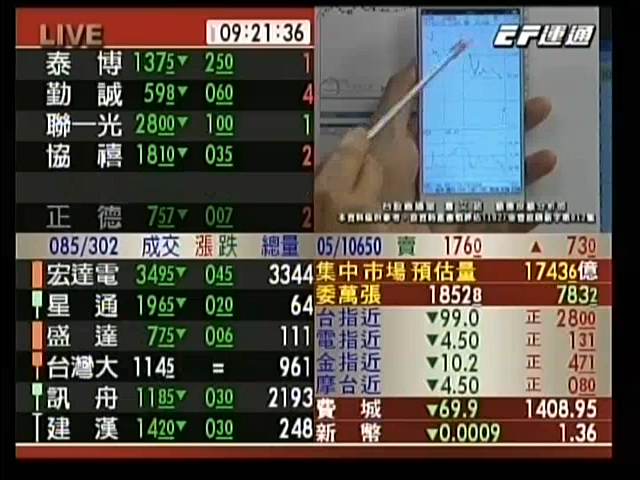 LIVE 09:21:36
EF運通
泰博 1375▼ 250 1
勤誠 598▼ 060 4
聯一光 2800▼ 100 1
協禧 1810▼ 035 2
正德 757▼ 007 2
085/302 成交 漲跌 總量
宏達電 3495▼ 045 3344
星通 1965▼ 020 64
盛達 775▼ 006 111
台灣大 1145 = 961
訊舟 1185▼ 030 2193
建漢 1420▼ 030 248
05/10650 賣 1760 ▲ 730
集中市場預估量 17436億
委萬張 18528 7832
台指近 ▼99.0 正 2800
電指近 ▼4.50 正 131
金指近 ▼10.2 正 471
摩台近 ▼4.50 正 080
費城 ▼69.9 1408.95
新幣 ▼0.0009 1.36